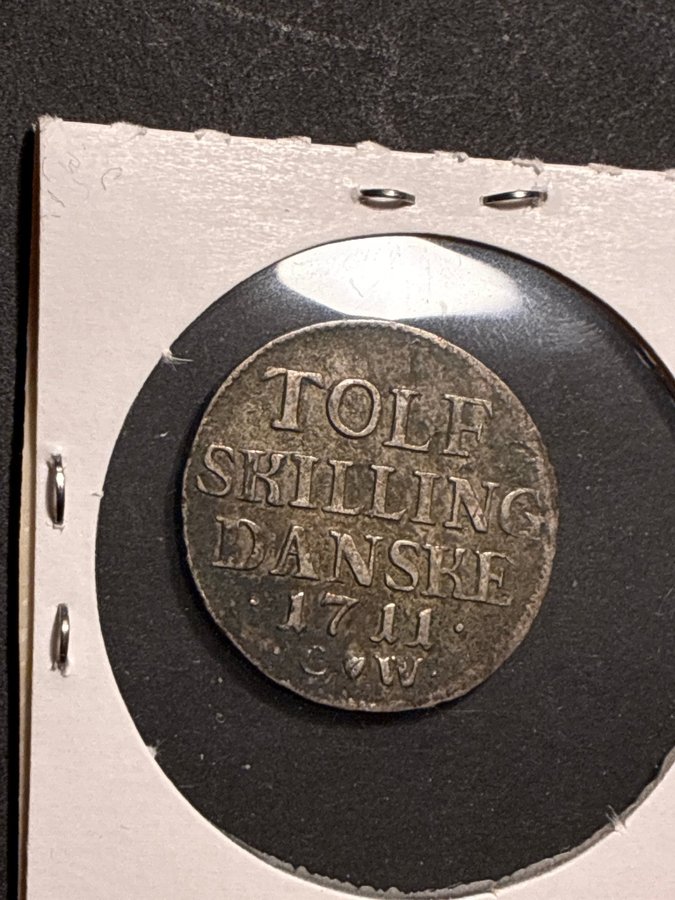 TOLF
SKILLING
DANSKE
· 1711 ·
C♥W